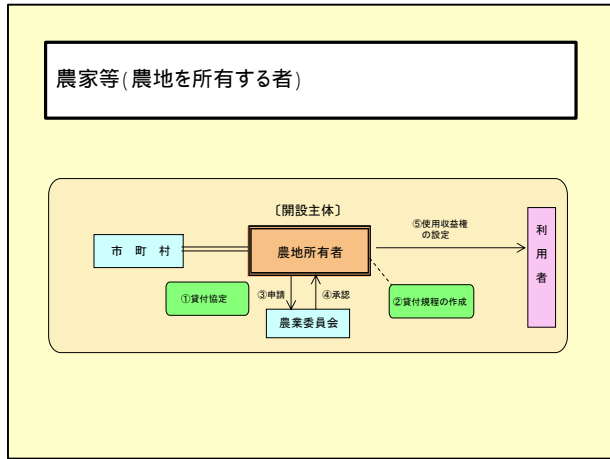 農家等(農地を所有する者)
〔開設主体〕
市　町　村
農地所有者
⑤使用収益権
の設定
利用者
①貸付協定
③申請
④承認
②貸付規程の作成
農業委員会